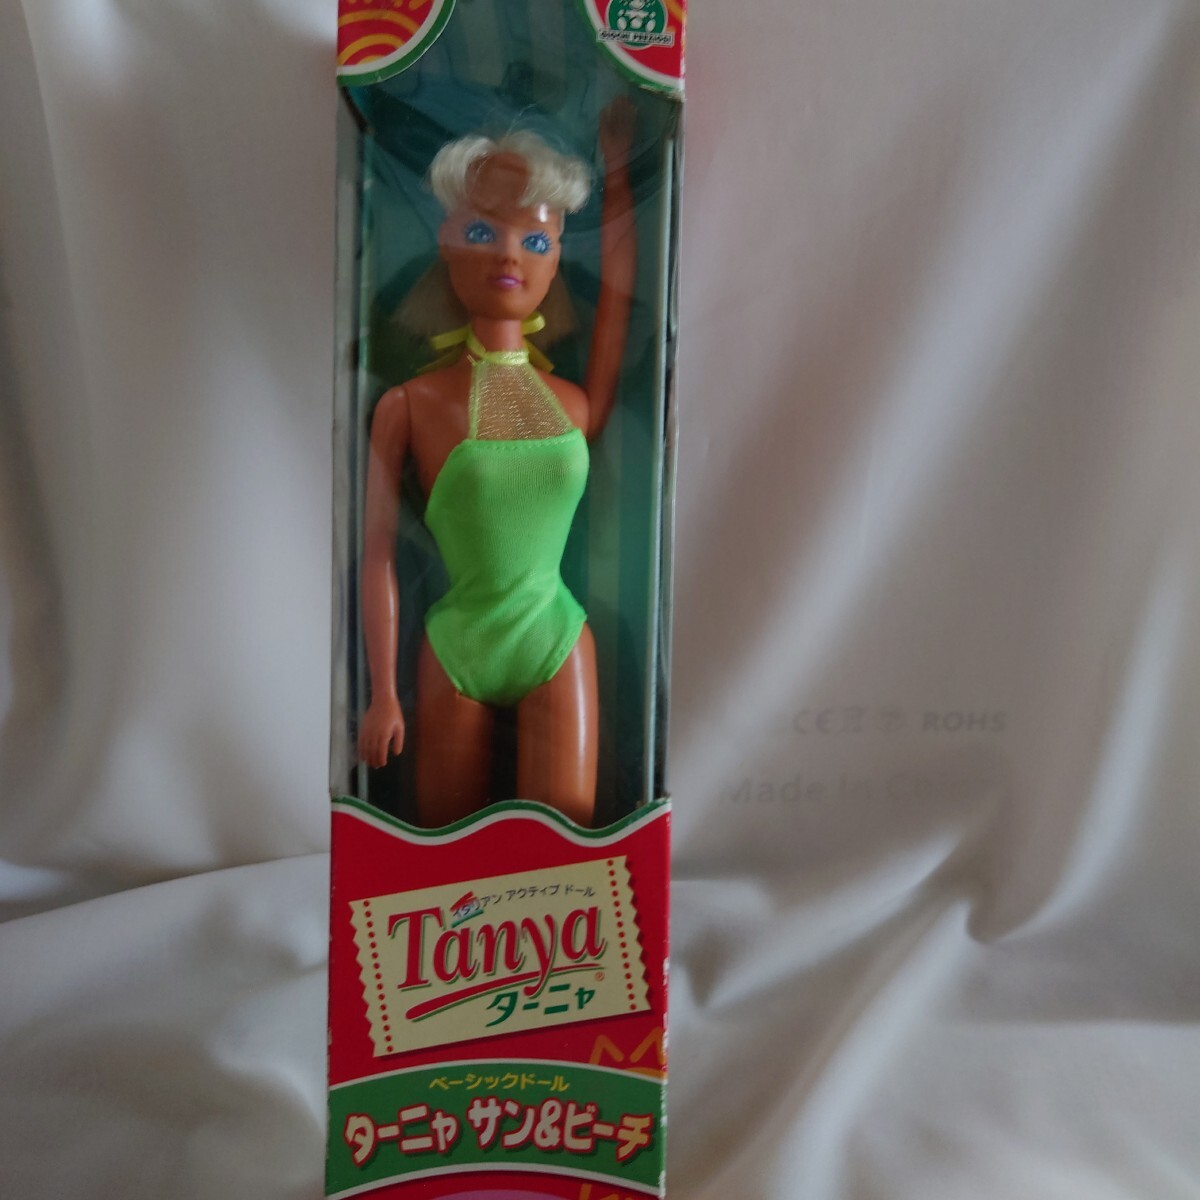 GIOCHI PREZIOSI
イタリアン アクティブ ドール
Tanya®
ターニャ
ベーシックドール
ターニャ サン&ビーチ
ROHS
Made In